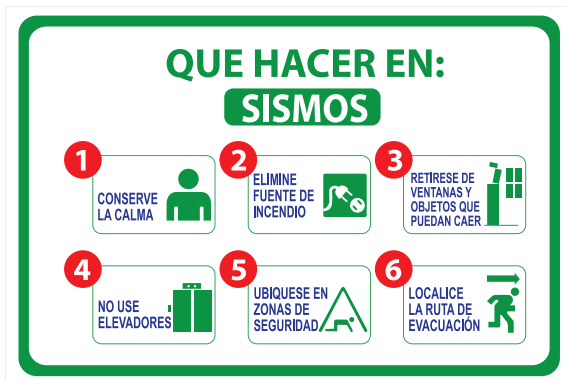 QUE HACER EN:
SISMOS
1
CONSERVE
LA CALMA
2
ELIMINE
FUENTE DE
INCENDIO
3
RETIRESE DE
VENTANAS Y
OBJETOS QUE
PUEDAN CAER
4
NO USE
ELEVADORES
5
UBIQUESE EN
ZONAS DE
SEGURIDAD
6
LOCALICE
LA RUTA DE
EVACUACIÓN